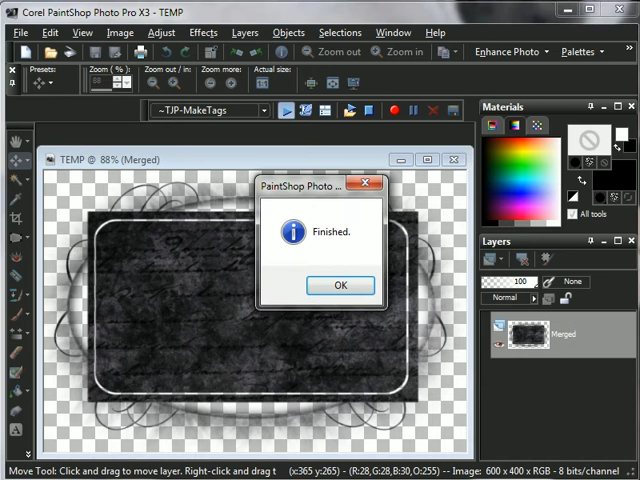 Corel PaintShop Photo Pro X3 - TEMP
File Edit View Image Adjust Effects Layers Objects Selections Window Help
Zoom out Zoom in Enhance Photo Palettes
Presets: Zoom ( % ): Zoom out / in: Zoom more: Actual size:
88
~TJP-MakeTags
Materials
All tools
TEMP @ 88% (Merged)
PaintShop Photo ...
Finished.
OK
Layers
100 None
Normal
Merged
Move Tool: Click and drag to move layer. Right-click and drag t (x:365 y:265) - (R:28,G:28,B:30,O:255) -- Image: 600 x 400 x RGB - 8 bits/channel